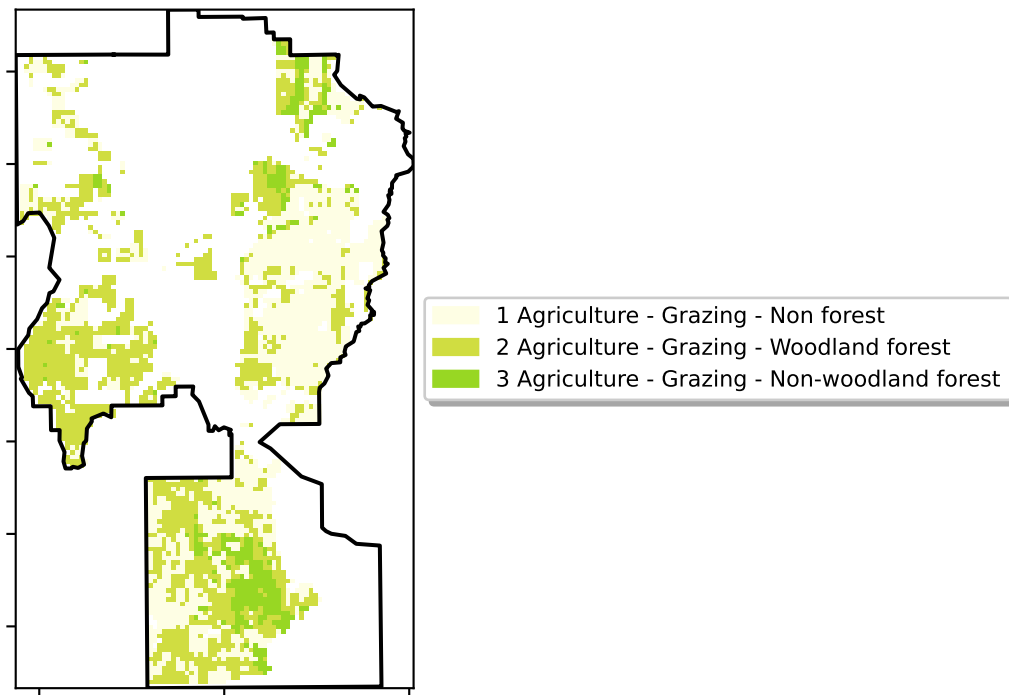 1 Agriculture - Grazing - Non forest
2 Agriculture - Grazing - Woodland forest
3 Agriculture - Grazing - Non-woodland forest